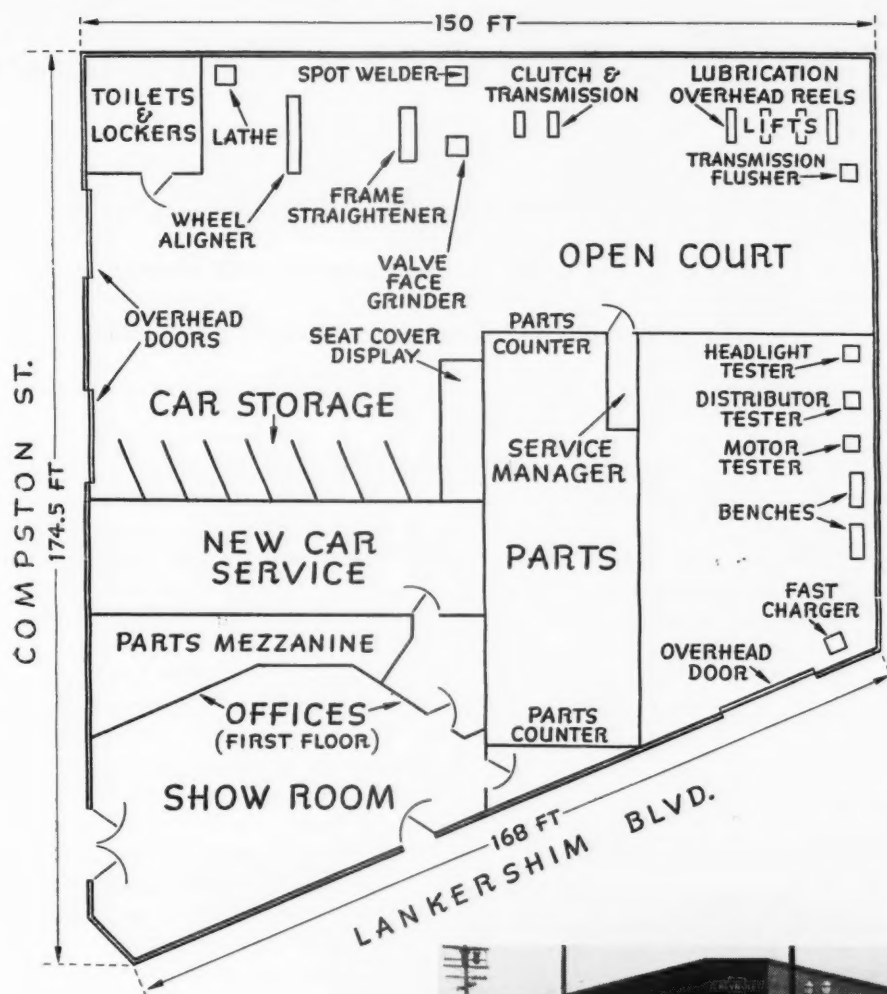 150 FT
TOILETS
&
LOCKERS
LATHE
SPOT WELDER
CLUTCH &
TRANSMISSION
LUBRICATION
OVERHEAD REELS
LIFTS
TRANSMISSION
FLUSHER
WHEEL
ALIGNER
FRAME
STRAIGHTENER
VALVE
FACE
GRINDER
OPEN COURT
OVERHEAD
DOORS
SEAT COVER
DISPLAY
PARTS
COUNTER
HEADLIGHT
TESTER
DISTRIBUTOR
TESTER
MOTOR
TESTER
BENCHES
CAR STORAGE
SERVICE
MANAGER
COMPSTON ST.
174.5 FT
NEW CAR
SERVICE
PARTS
FAST
CHARGER
PARTS MEZZANINE
OVERHEAD
DOOR
OFFICES
(FIRST FLOOR)
PARTS
COUNTER
SHOW ROOM
168 FT
LANKERSHIM BLVD.